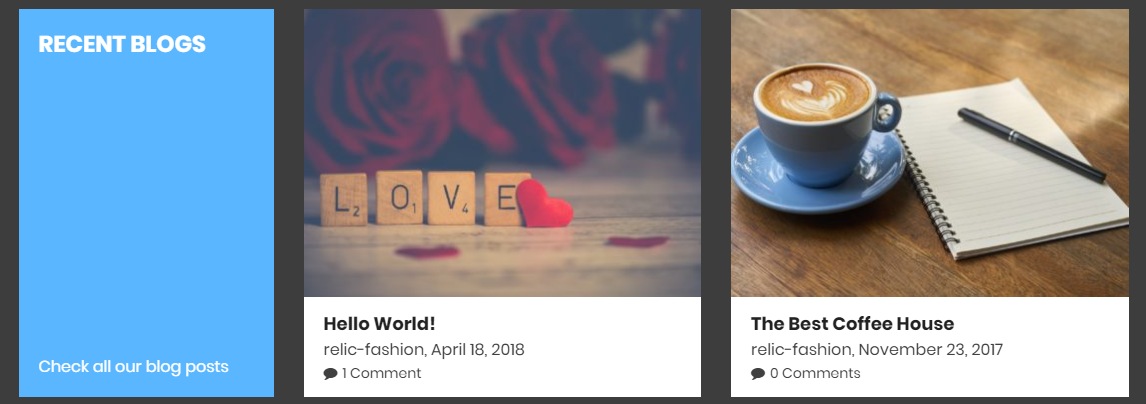 RECENT BLOGS
Check all our blog posts
L2 O1 V4 E
Hello World!
relic-fashion, April 18, 2018
1 Comment
The Best Coffee House
relic-fashion, November 23, 2017
0 Comments